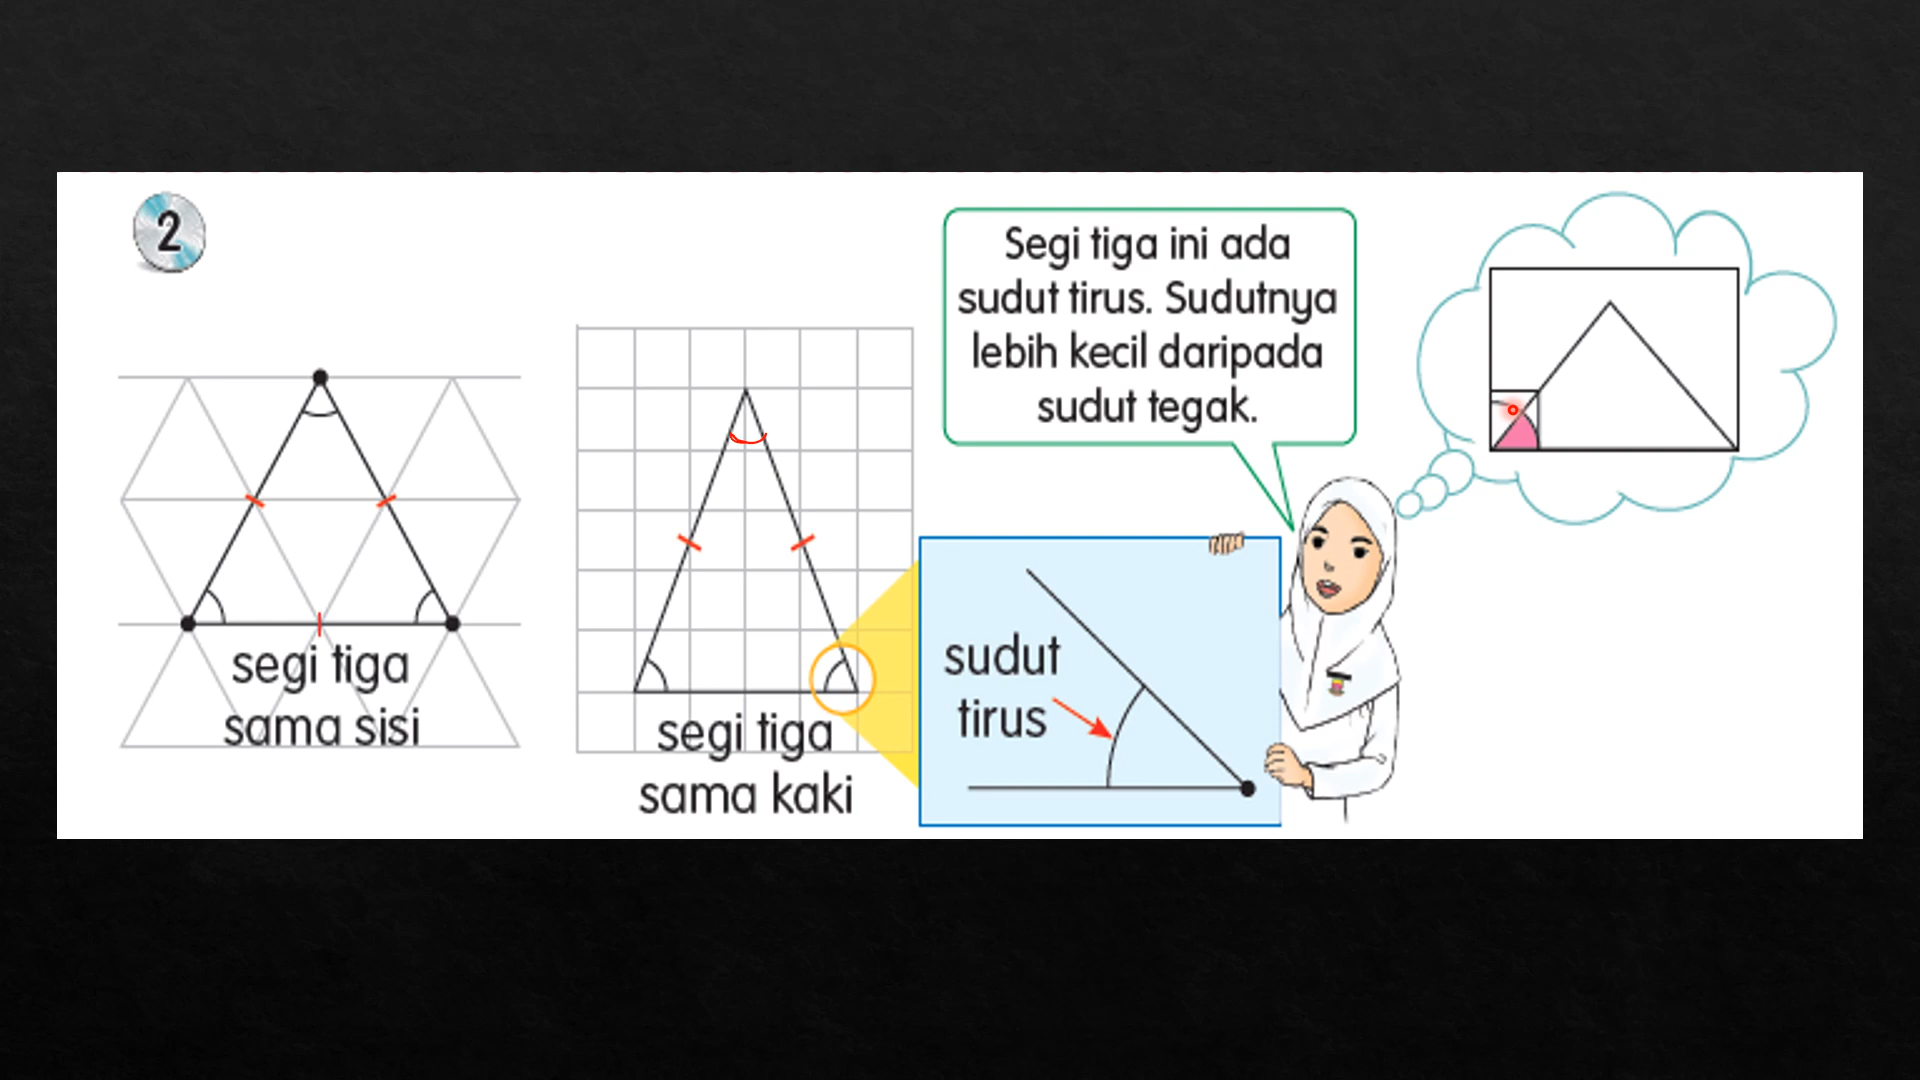 2
Segi tiga ini ada
sudut tirus. Sudutnya
lebih kecil daripada
sudut tegak.
segi tiga
sama sisi
segi tiga
sama kaki
sudut
tirus